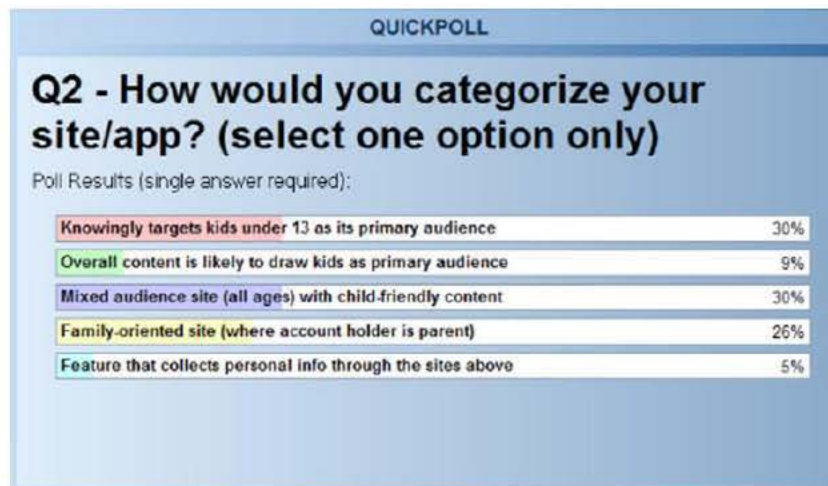 QUICKPOLL
Q2 - How would you categorize your
site/app? (select one option only)
Poll Results (single answer required):
Knowingly targets kids under 13 as its primary audience 30%
Overall content is likely to draw kids as primary audience 9%
Mixed audience site (all ages) with child-friendly content 30%
Family-oriented site (where account holder is parent) 26%
Feature that collects personal info through the sites above 5%